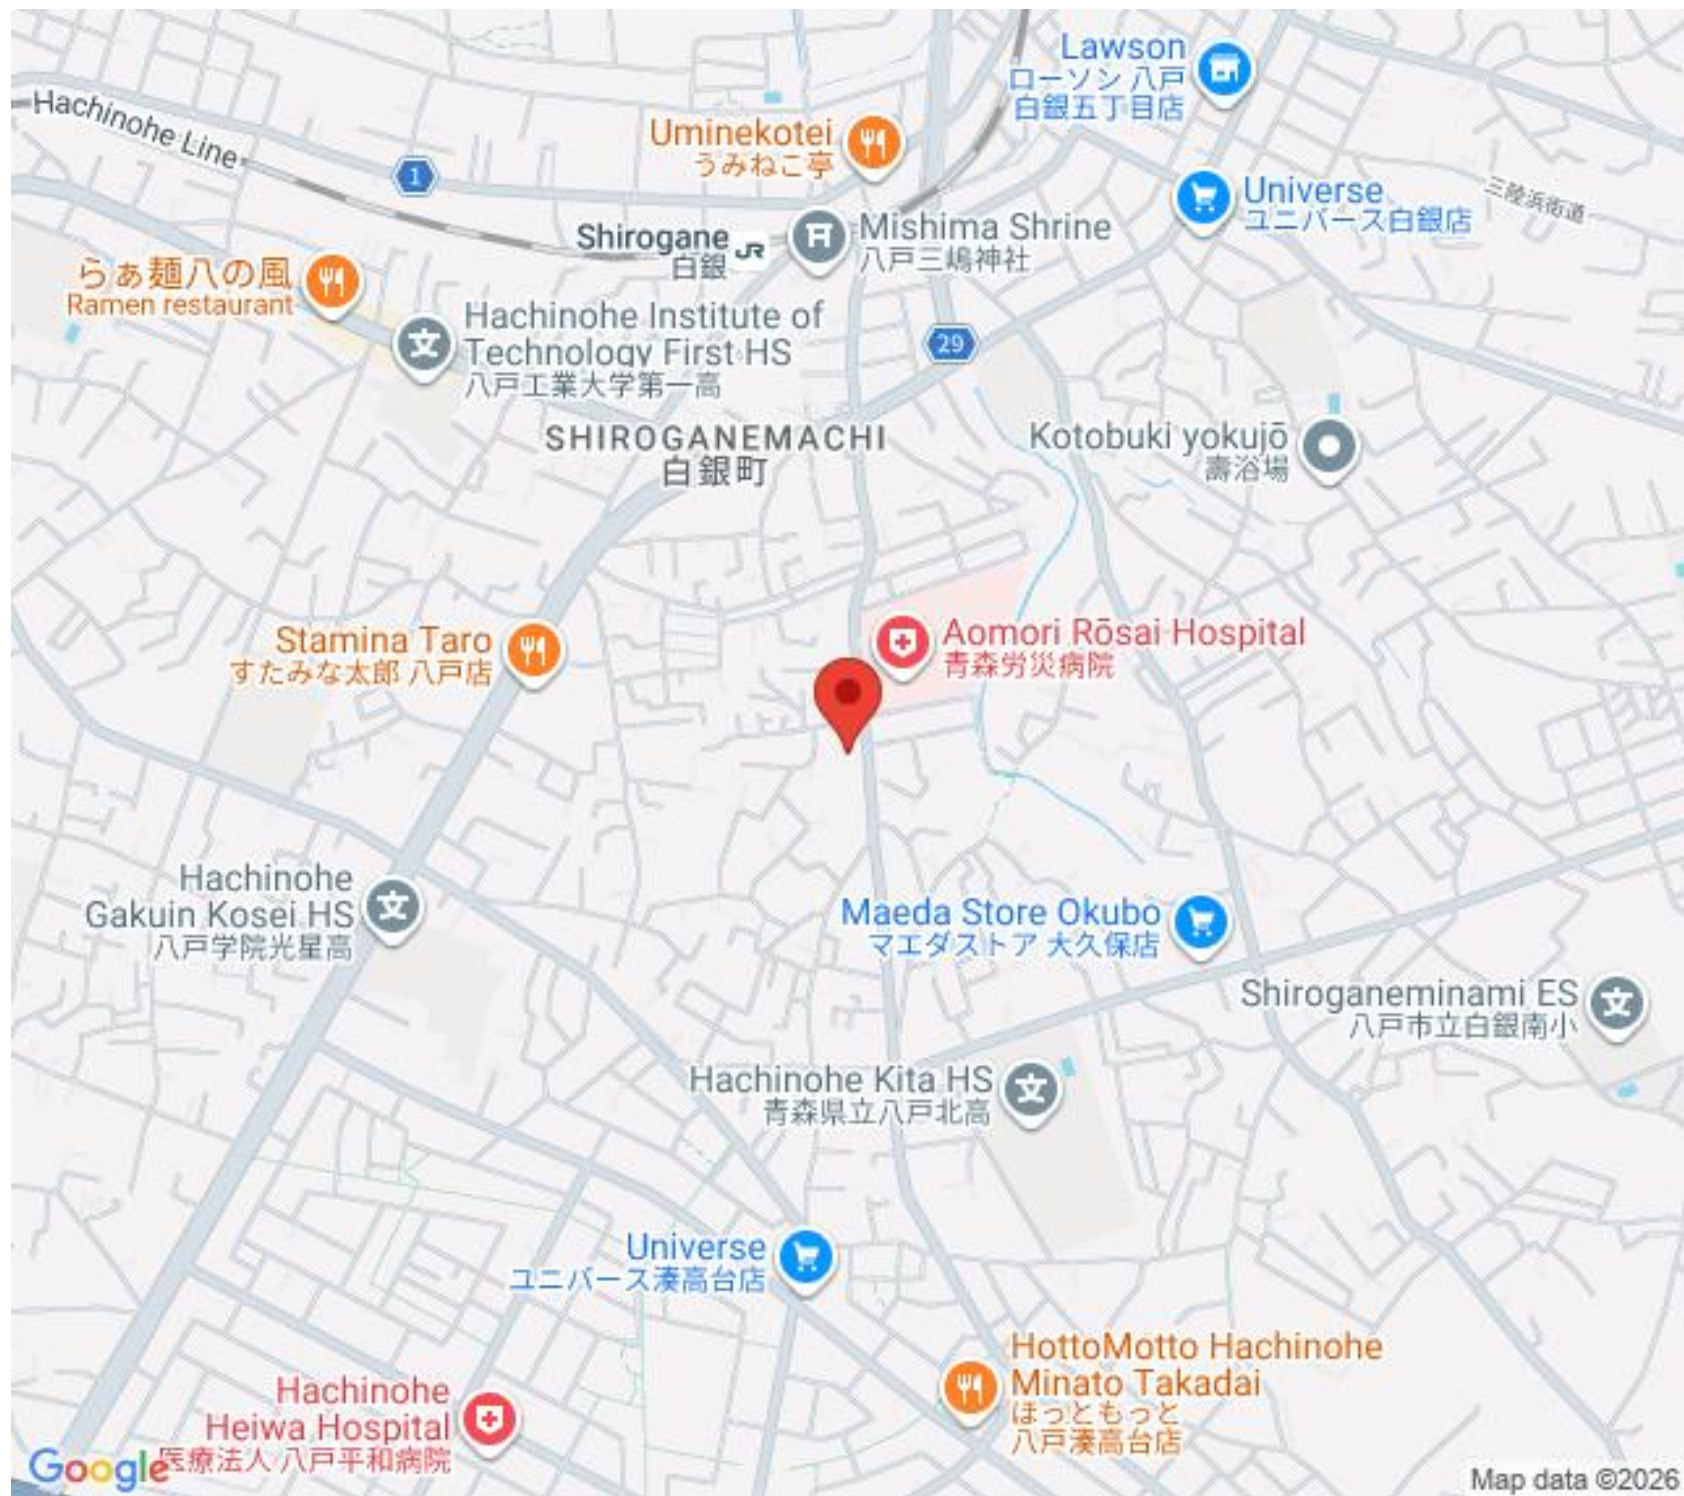 Lawson
ローソン 八戸
白銀五丁目店
Hachinohe Line
Uminekotei
うみねこ亭
1
三陸浜街道
Universe
ユニバース白銀店
Shirogane
白銀
JR
Mishima Shrine
八戸三嶋神社
らぁ麺八の風
Ramen restaurant
Hachinohe Institute of
Technology First HS
八戸工業大学第一高
29
SHIROGANEMACHI
白銀町
Kotobuki yokujō
壽浴場
Aomori Rōsai Hospital
青森労災病院
Stamina Taro
すたみな太郎 八戸店
Hachinohe
Gakuin Kosei HS
八戸学院光星高
Maeda Store Okubo
マエダストア 大久保店
Shiroganeminami ES
八戸市立白銀南小
Hachinohe Kita HS
青森県立八戸北高
Universe
ユニバース湊高台店
HottoMotto Hachinohe
Minato Takadai
ほっともっと
八戸湊高台店
Hachinohe
Heiwa Hospital
医療法人 八戸平和病院
Google
Map data ©2026